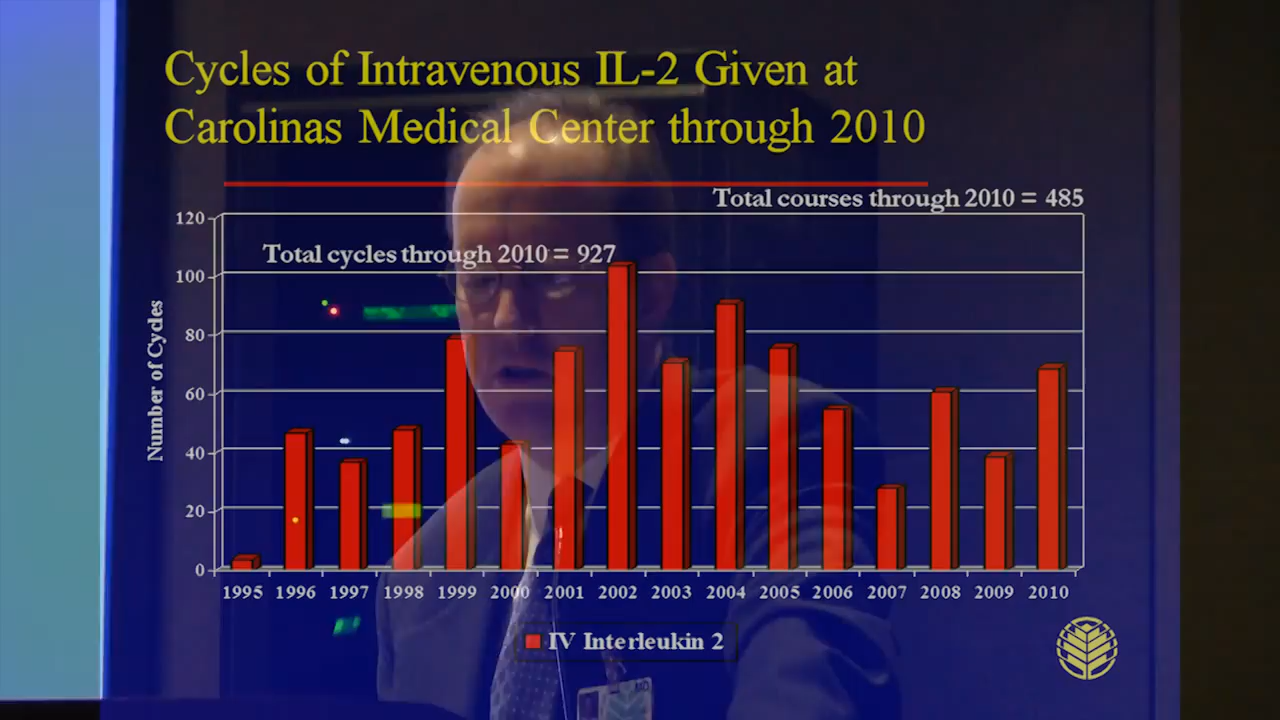 Cycles of Intravenous IL-2 Given at
Carolinas Medical Center through 2010
Total courses through 2010 = 485
Total cycles through 2010 = 927
Number of Cycles
120
100
80
60
40
20
0
1995 1996 1997 1998 1999 2000 2001 2002 2003 2004 2005 2006 2007 2008 2009 2010
IV Interleukin 2
MD